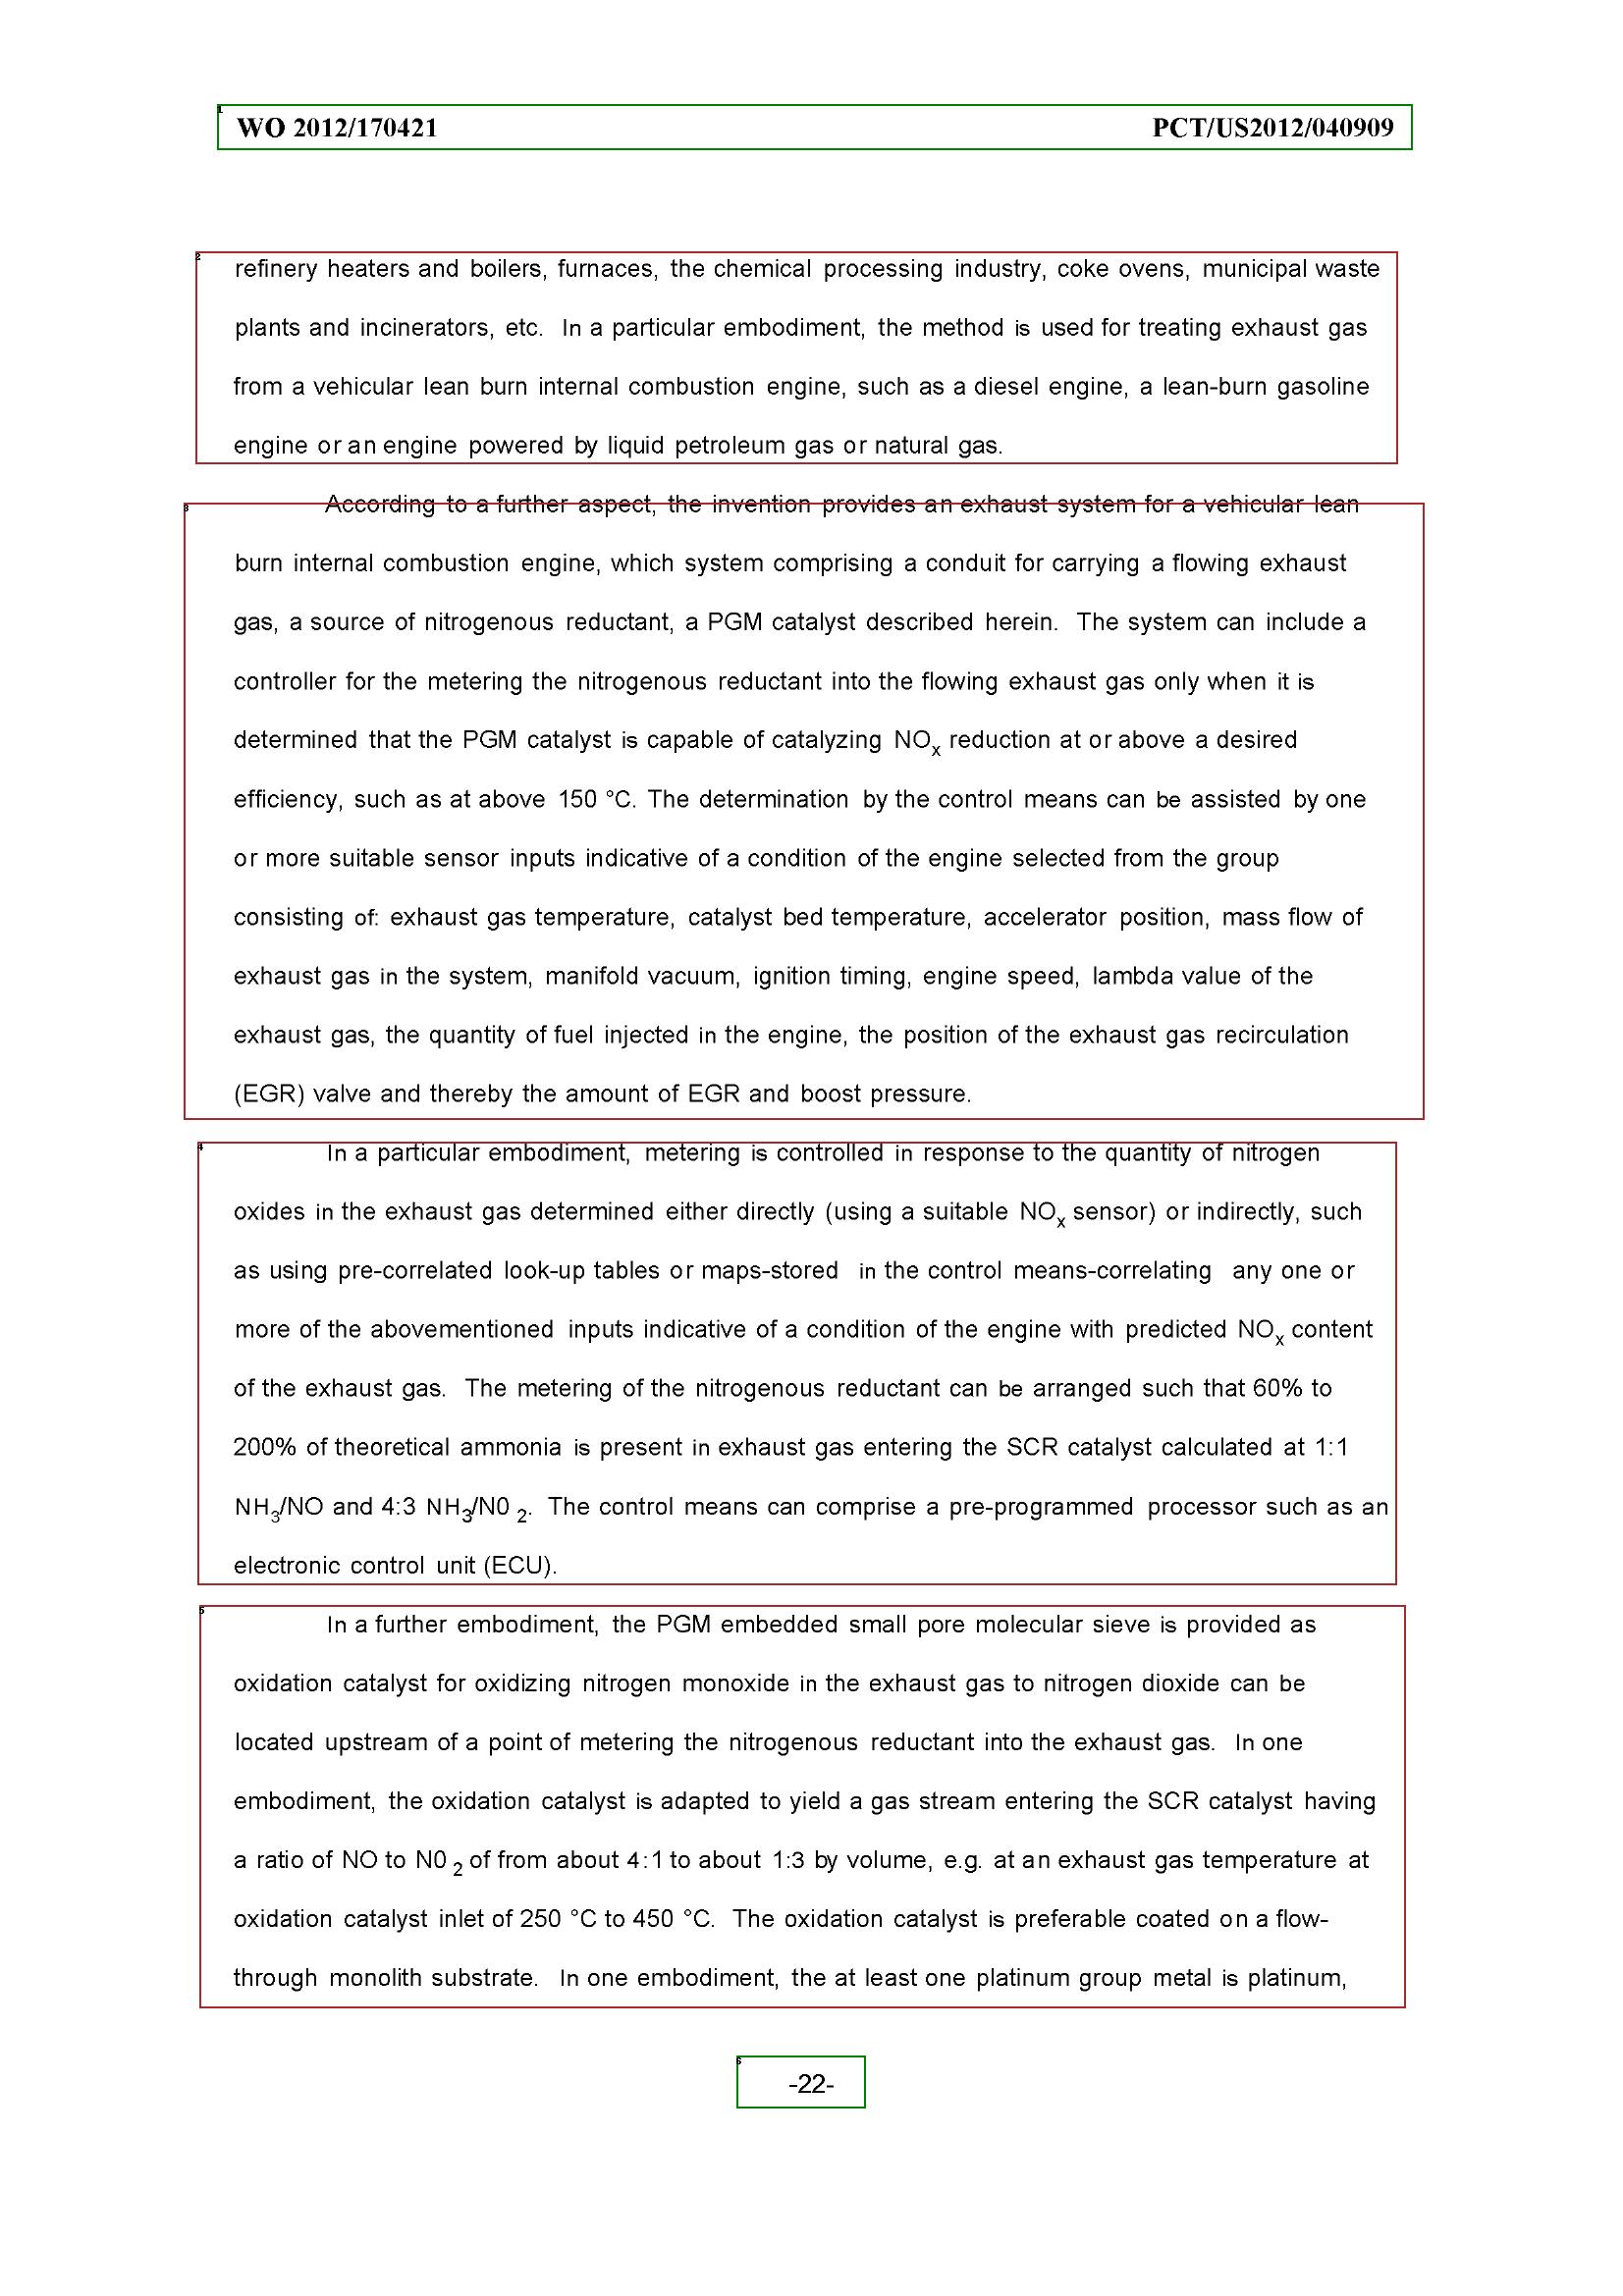 WO 2012/170421 PCT/US2012/040909
refinery heaters and boilers, furnaces, the chemical processing industry, coke ovens, municipal waste
plants and incinerators, etc. In a particular embodiment, the method is used for treating exhaust gas
from a vehicular lean burn internal combustion engine, such as a diesel engine, a lean-burn gasoline
engine or an engine powered by liquid petroleum gas or natural gas.
According to a further aspect, the invention provides an exhaust system for a vehicular lean
burn internal combustion engine, which system comprising a conduit for carrying a flowing exhaust
gas, a source of nitrogenous reductant, a PGM catalyst described herein. The system can include a
controller for the metering the nitrogenous reductant into the flowing exhaust gas only when it is
determined that the PGM catalyst is capable of catalyzing NOx reduction at or above a desired
efficiency, such as at above 150 °C. The determination by the control means can be assisted by one
or more suitable sensor inputs indicative of a condition of the engine selected from the group
consisting of: exhaust gas temperature, catalyst bed temperature, accelerator position, mass flow of
exhaust gas in the system, manifold vacuum, ignition timing, engine speed, lambda value of the
exhaust gas, the quantity of fuel injected in the engine, the position of the exhaust gas recirculation
(EGR) valve and thereby the amount of EGR and boost pressure.
In a particular embodiment, metering is controlled in response to the quantity of nitrogen
oxides in the exhaust gas determined either directly (using a suitable NOx sensor) or indirectly, such
as using pre-correlated look-up tables or maps-stored in the control means-correlating any one or
more of the abovementioned inputs indicative of a condition of the engine with predicted NOx content
of the exhaust gas. The metering of the nitrogenous reductant can be arranged such that 60% to
200% of theoretical ammonia is present in exhaust gas entering the SCR catalyst calculated at 1:1
NH3/NO and 4:3 NH3/N0 2. The control means can comprise a pre-programmed processor such as an
electronic control unit (ECU).
In a further embodiment, the PGM embedded small pore molecular sieve is provided as
oxidation catalyst for oxidizing nitrogen monoxide in the exhaust gas to nitrogen dioxide can be
located upstream of a point of metering the nitrogenous reductant into the exhaust gas. In one
embodiment, the oxidation catalyst is adapted to yield a gas stream entering the SCR catalyst having
a ratio of NO to N0 2 of from about 4:1 to about 1:3 by volume, e.g. at an exhaust gas temperature at
oxidation catalyst inlet of 250 °C to 450 °C. The oxidation catalyst is preferable coated on a flow-
through monolith substrate. In one embodiment, the at least one platinum group metal is platinum,
-22-